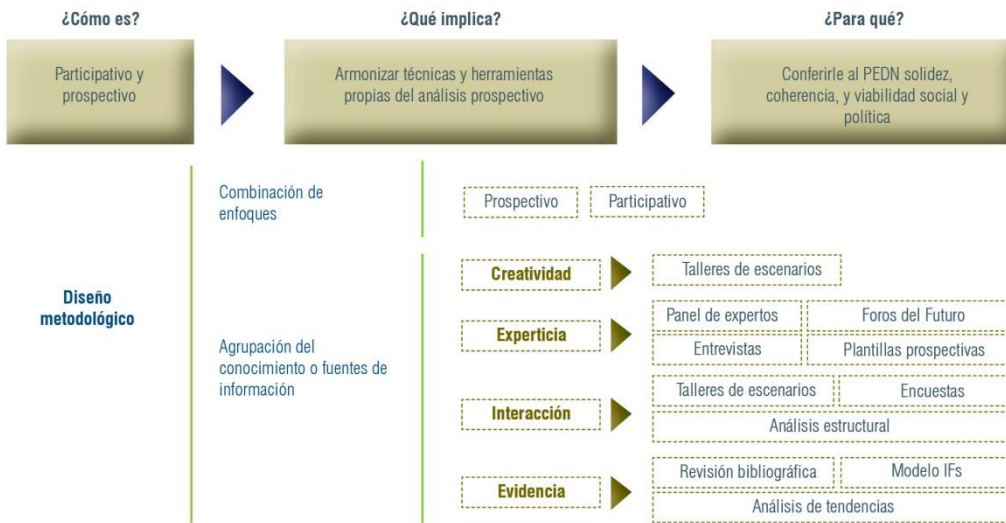 ¿Cómo es?
¿Qué implica?
¿Para qué?
Participativo y
prospectivo
Armonizar técnicas y herramientas
propias del análisis prospectivo
Conferirle al PEDN solidez,
coherencia, y viabilidad social y
política
Diseño
metodológico
Combinación de
enfoques
Prospectivo
Participativo
Agrupación del
conocimiento o fuentes de
información
Creatividad
Talleres de escenarios
Experticia
Panel de expertos
Foros del Futuro
Entrevistas
Plantillas prospectivas
Interacción
Talleres de escenarios
Encuestas
Análisis estructural
Evidencia
Revisión bibliográfica
Modelo IFs
Análisis de tendencias